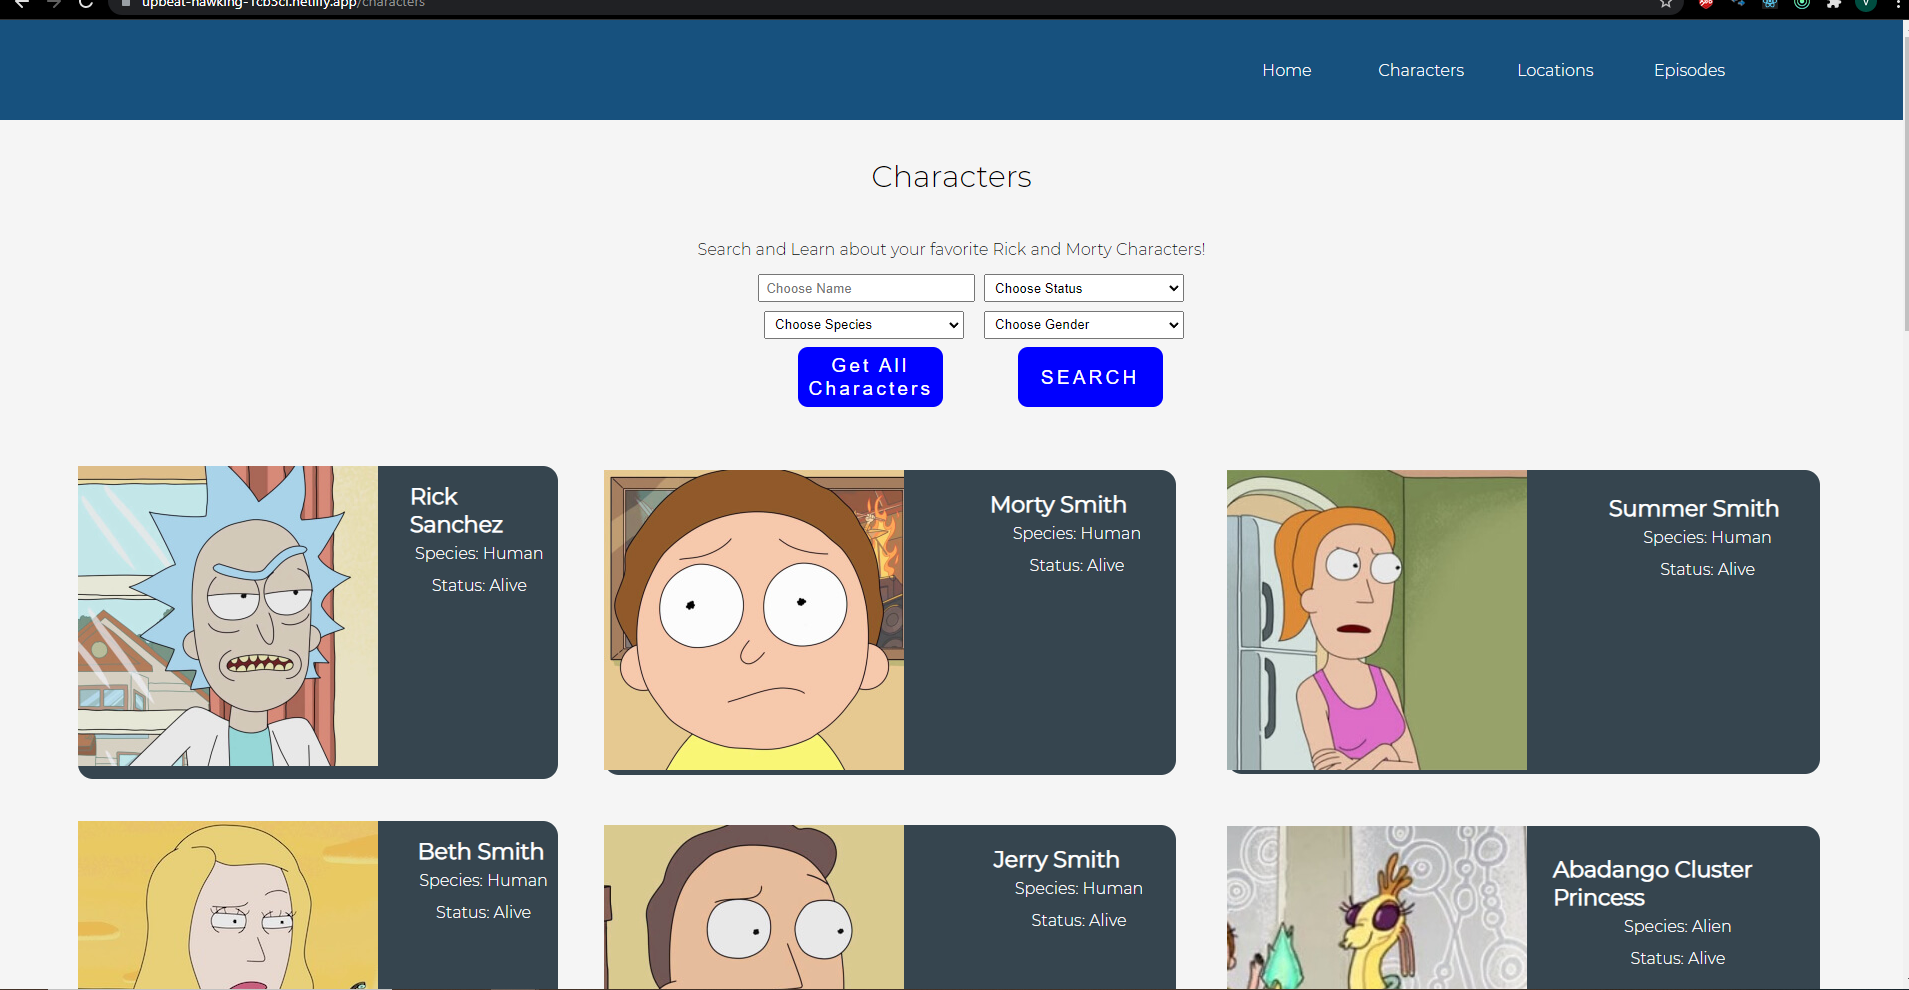 upbeat-hawking-1cb3cf.netlify.app/characters
Home Characters Locations Episodes
Characters
Search and Learn about your favorite Rick and Morty Characters!
Choose Name Choose Status
Choose Species Choose Gender
Get All
Characters
SEARCH
Rick
Sanchez
Species: Human
Status: Alive
Morty Smith
Species: Human
Status: Alive
Summer Smith
Species: Human
Status: Alive
Beth Smith
Species: Human
Status: Alive
Jerry Smith
Species: Human
Status: Alive
Abadango Cluster
Princess
Species: Alien
Status: Alive